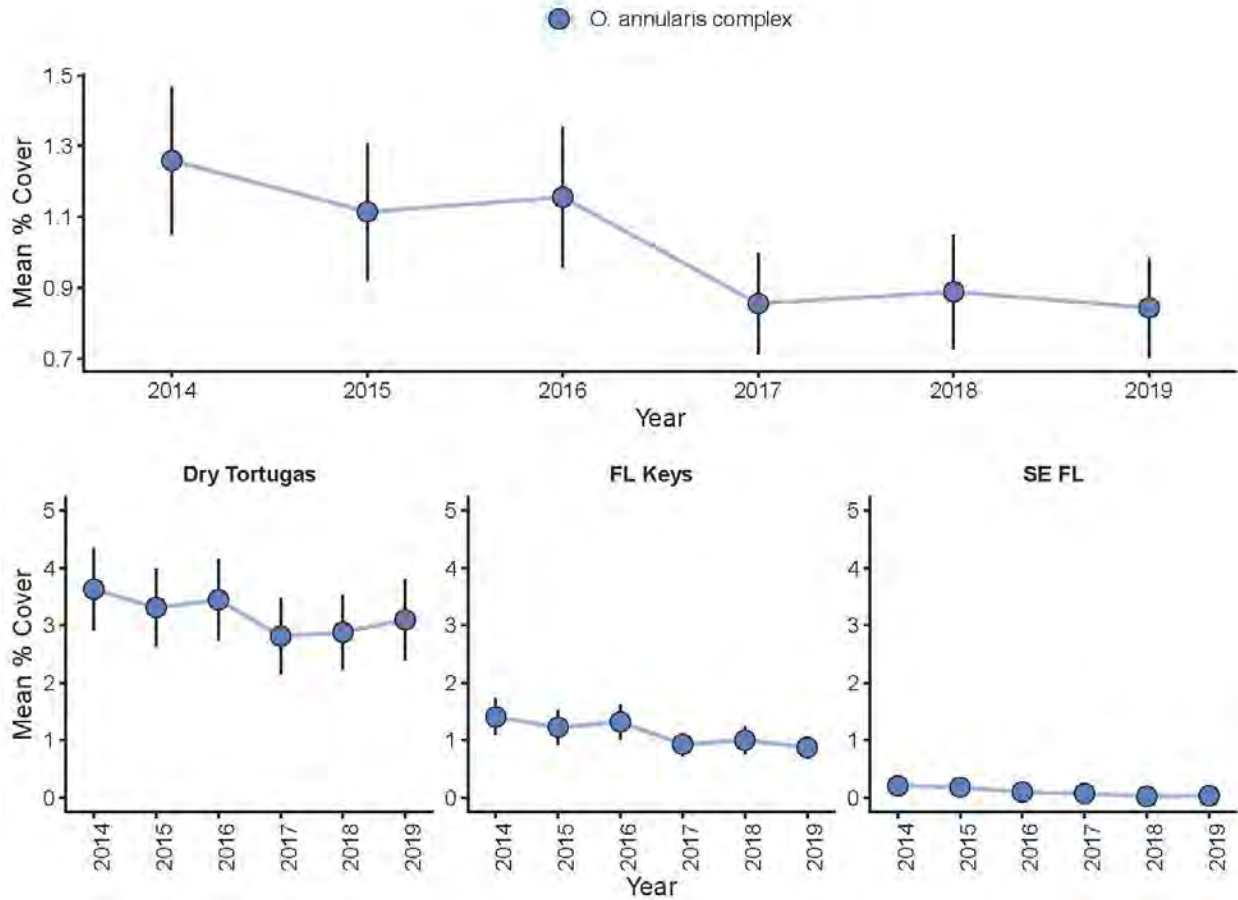 O. annularis complex
Mean % Cover
1.5
1.3
1.1
0.9
0.7
2014 2015 2016 2017 2018 2019
Year
Dry Tortugas FL Keys SE FL
Mean % Cover
5 5 5
4 4 4
3 3 3
2 2 2
1 1 1
0 0 0
2014 2015 2016 2017 2018 2019 2014 2015 2016 2017 2018 2019 2014 2015 2016 2017 2018 2019
Year